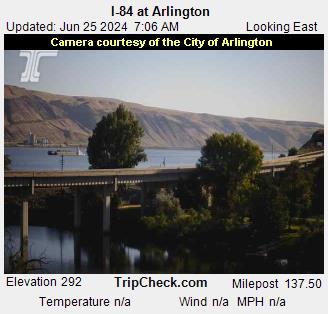 I-84 at Arlington
Updated: Jun 25 2024 7:06 AM Looking East
Camera courtesy of the City of Arlington
Elevation 292 TripCheck.com Milepost 137.50
Temperature n/a Wind n/a MPH n/a